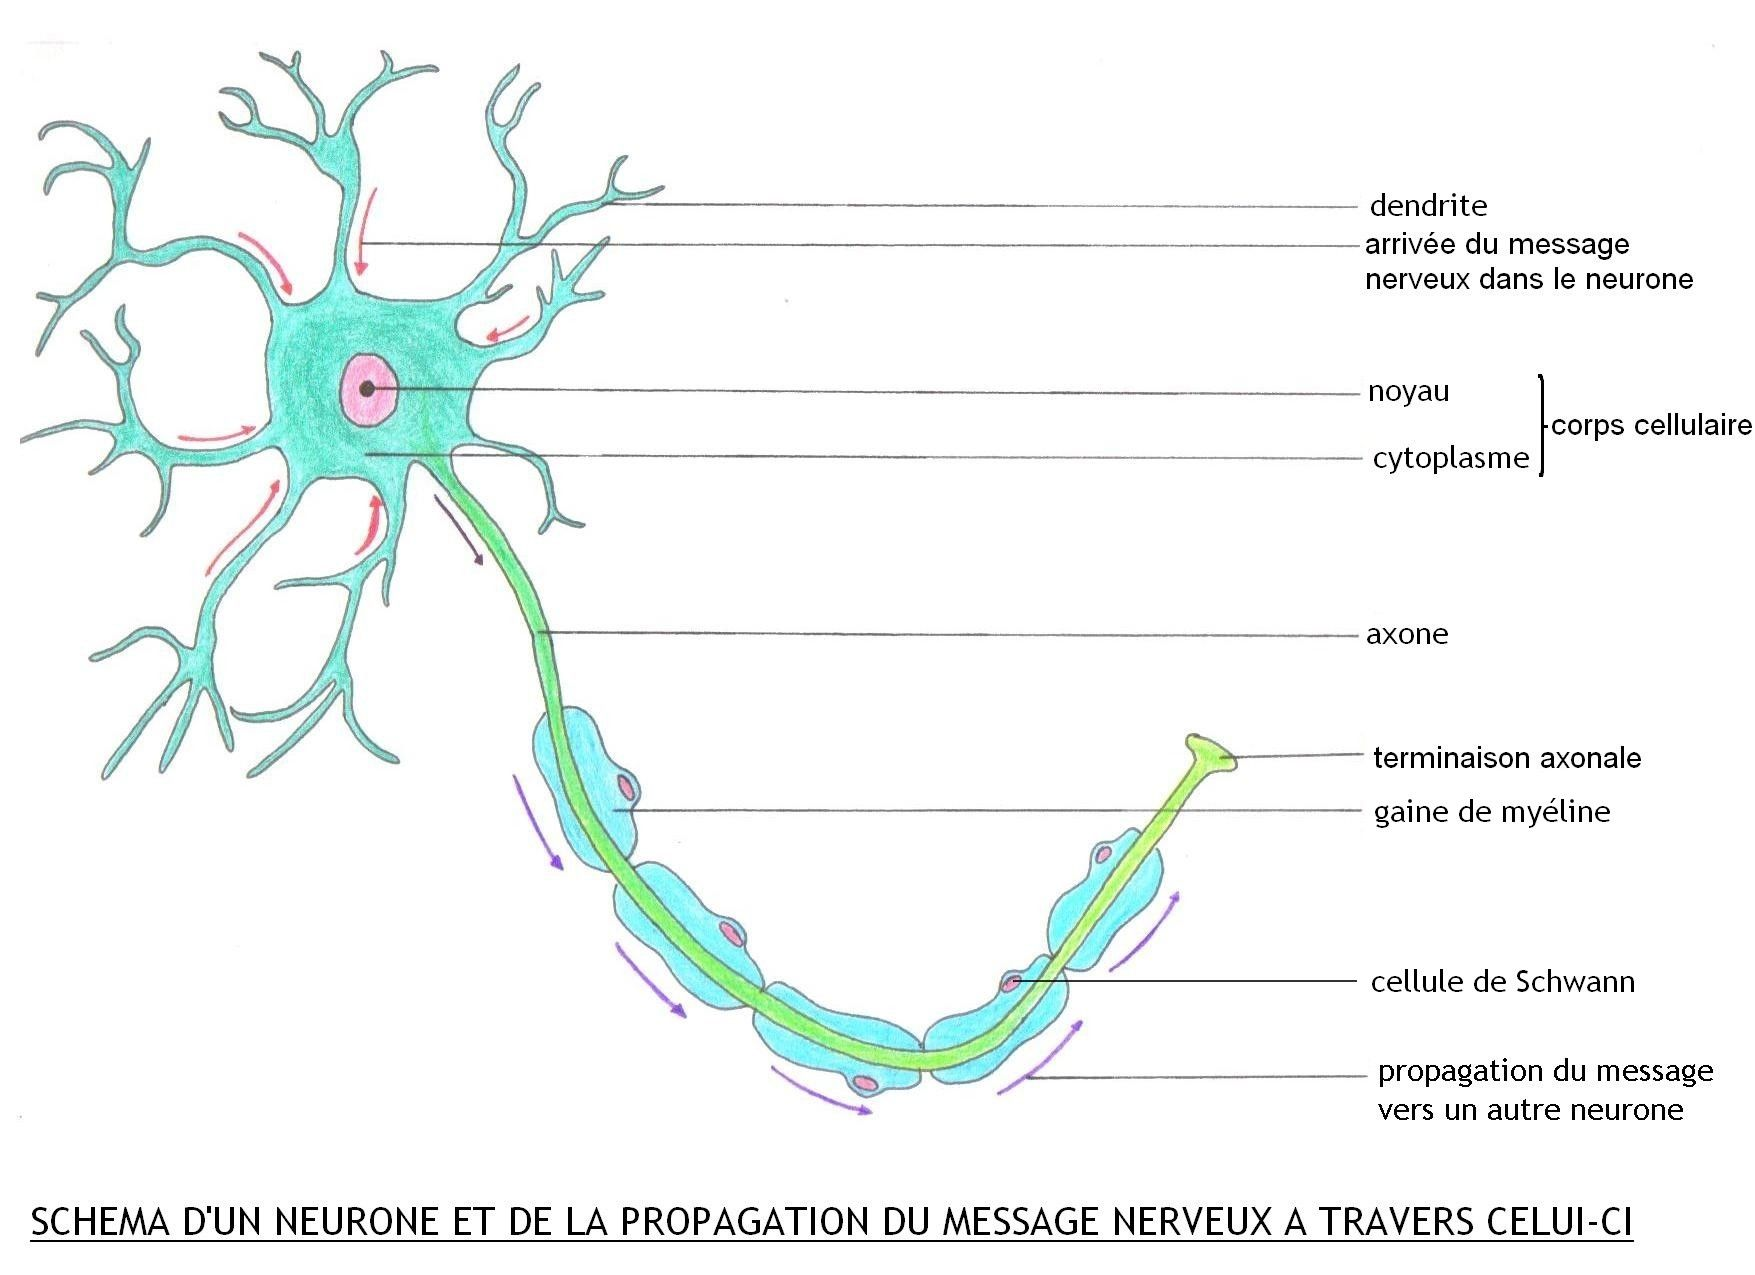 dendrite
arrivée du message
nerveux dans le neurone
noyau
corps cellulaire
cytoplasme
axone
terminaison axonale
gaine de myéline
cellule de Schwann
propagation du message
vers un autre neurone
SCHEMA D'UN NEURONE ET DE LA PROPAGATION DU MESSAGE NERVEUX A TRAVERS CELUI-CI